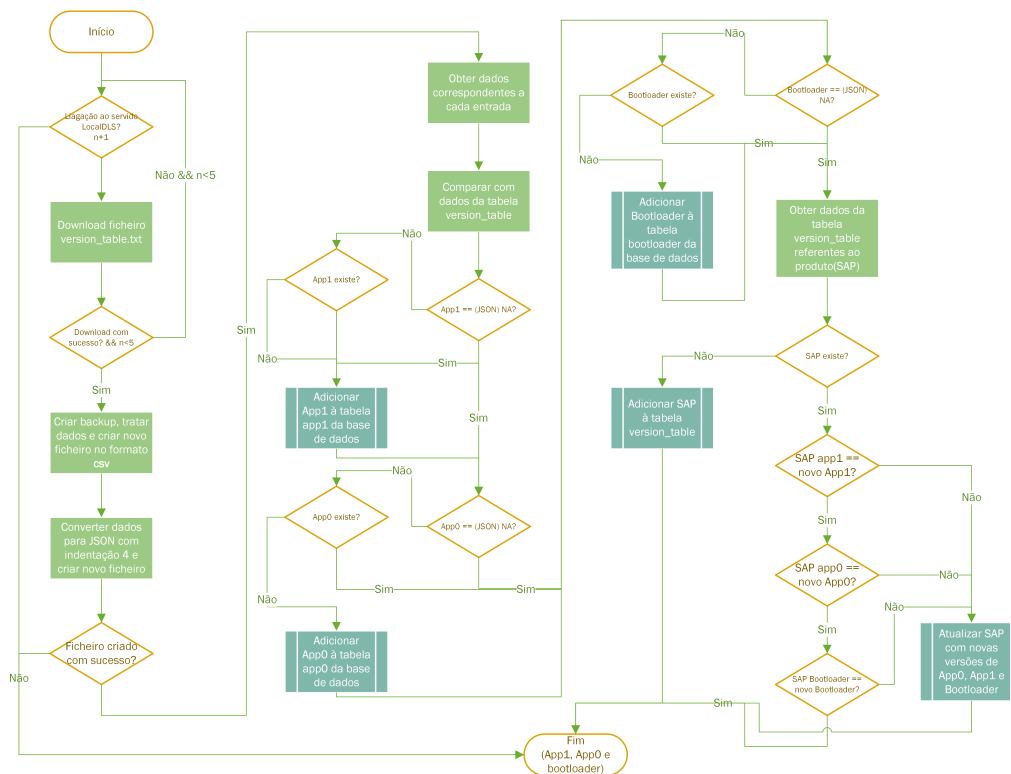 Início
Llagação ao servido
LocalDLS?
n+1
Não && n<5
Download ficheiro
version_table.txt
Download com
sucesso? && n<5
Sim
Criar backup, tratar
dados e criar novo
ficheiro no formato
csv
Converter dados
para JSON com
indentação 4 e
criar novo ficheiro
Ficheiro criado
com sucesso?
Não
Sim
Obter dados
correspondentes a
cada entrada
Comparar com
dados da tabela
version_table
Não
App1 existe?
App1 == (JSON) NA?
Não
Sim
Adicionar
App1 à tabela
app1 da base
de dados
Sim
Não
App0 existe?
App0 == (JSON) NA?
Não
Sim
Sim
Adicionar
App0 à tabela
app0 da base
de dados
Não
Bootloader existe?
Bootloader == (JSON)
NA?
Sim
Não
Sim
Adicionar
Bootloader à
tabela
bootloader da
base de dados
Obter dados da
tabela
version_table
referentes ao
produto(SAP)
Não
SAP existe?
Adicionar SAP
à tabela
version_table
Sim
SAP app1 ==
novo App1?
Não
Sim
SAP app0 ==
novo App0?
Não
Sim
Não
SAP Bootloader ==
novo Bootloader?
Atualizar SAP
com novas
versões de
App0, App1 e
Bootloader
Sim
Fim
(App1, App0 e
bootloader)